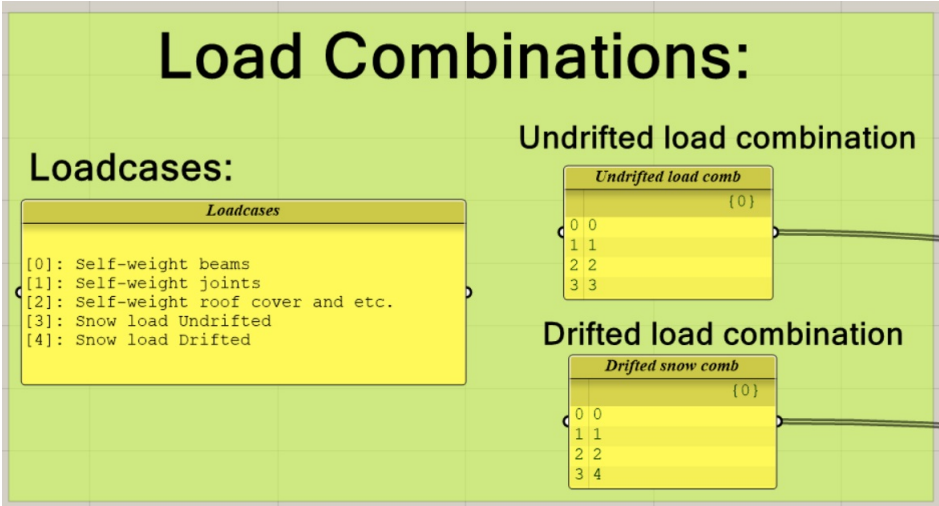 Load Combinations:
Loadcases:
Loadcases
[0]: Self-weight beams
[1]: Self-weight joints
[2]: Self-weight roof cover and etc.
[3]: Snow load Undrifted
[4]: Snow load Drifted
Undrifted load combination
Undrifted load comb
{0}
0 0
1 1
2 2
3 3
Drifted load combination
Drifted snow comb
{0}
0 0
1 1
2 2
3 4